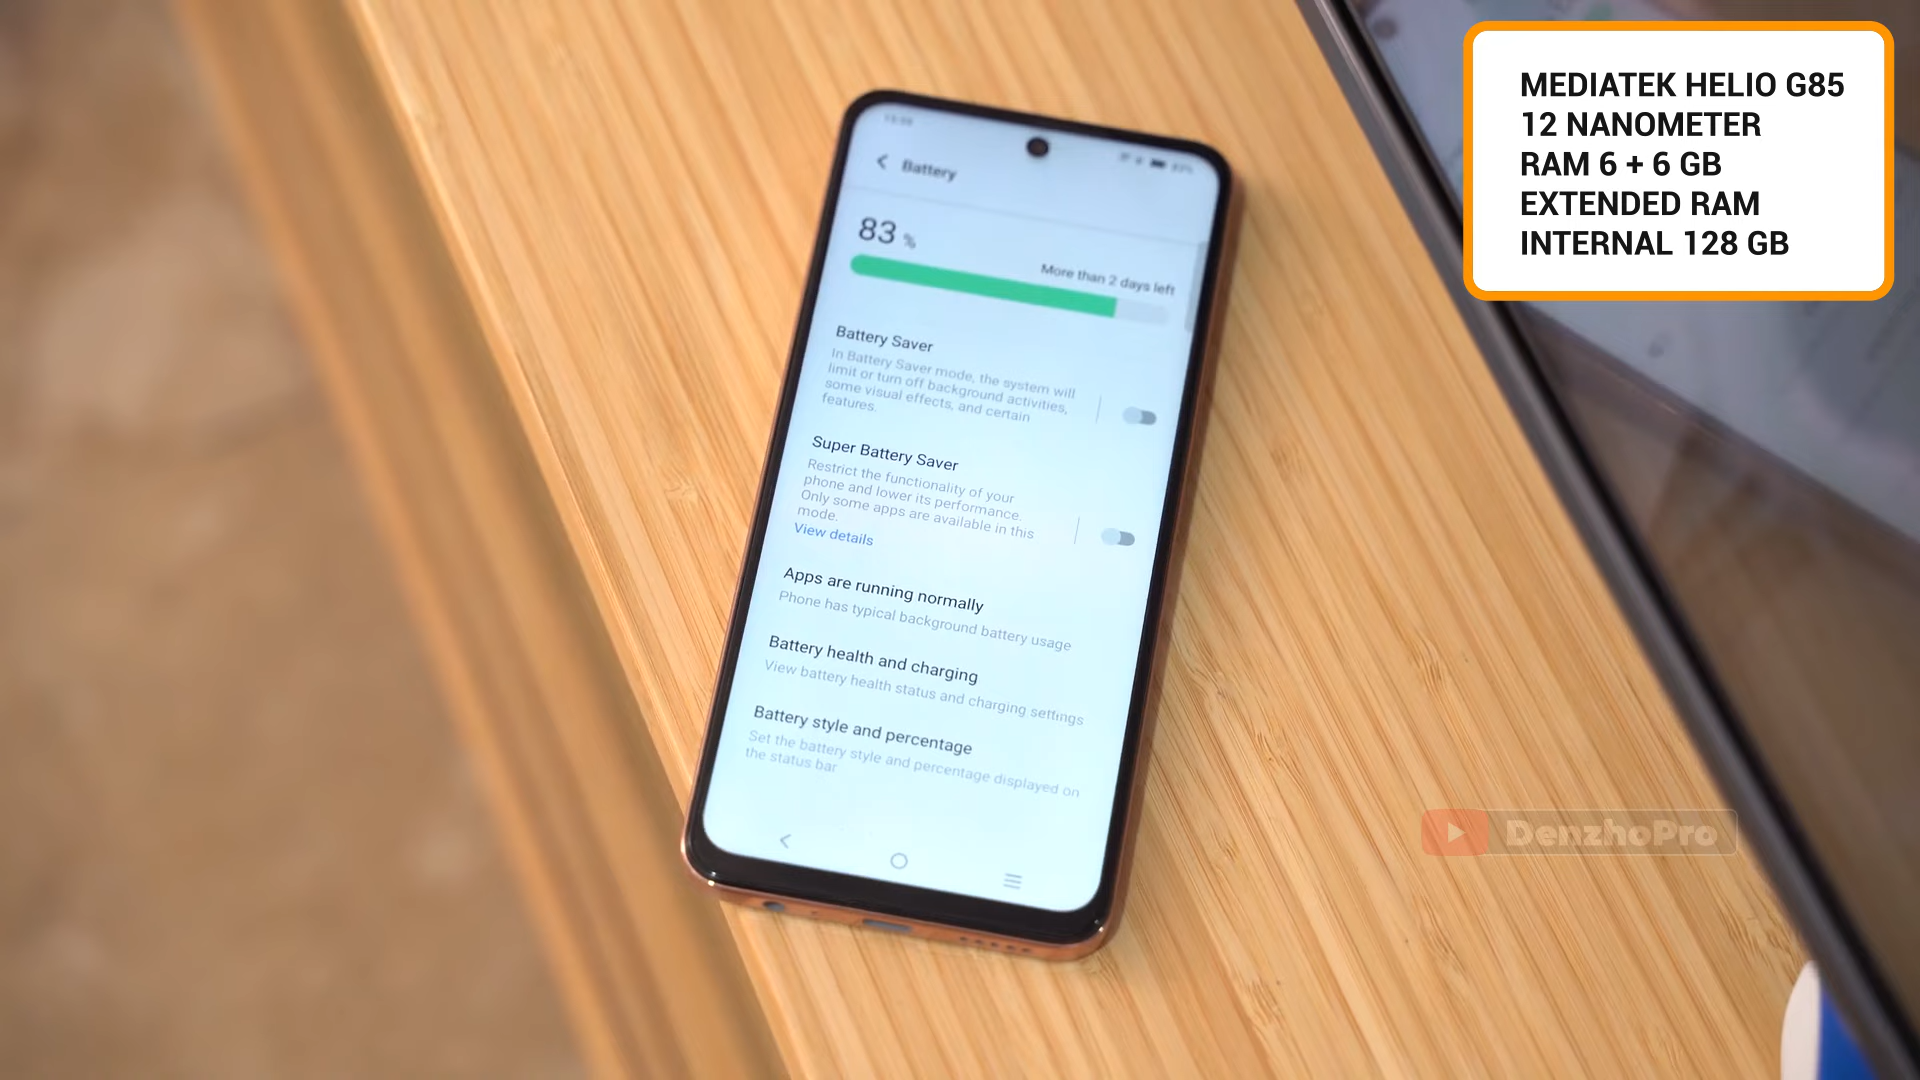 MEDIATEK HELIO G85
12 NANOMETER
RAM 6 + 6 GB
EXTENDED RAM
INTERNAL 128 GB
Battery
83 %
More than 2 days left
Battery Saver
In Battery Saver mode, the system will
limit or turn off background activities,
some visual effects, and certain
features.
Super Battery Saver
Restrict the functionality of your
phone and lower its performance.
Only some apps are available in this
mode.
View details
Apps are running normally
Phone has typical background battery usage
Battery health and charging
View battery health status and charging settings
Battery style and percentage
Set the battery style and percentage displayed on
the status bar
DenzhoPro